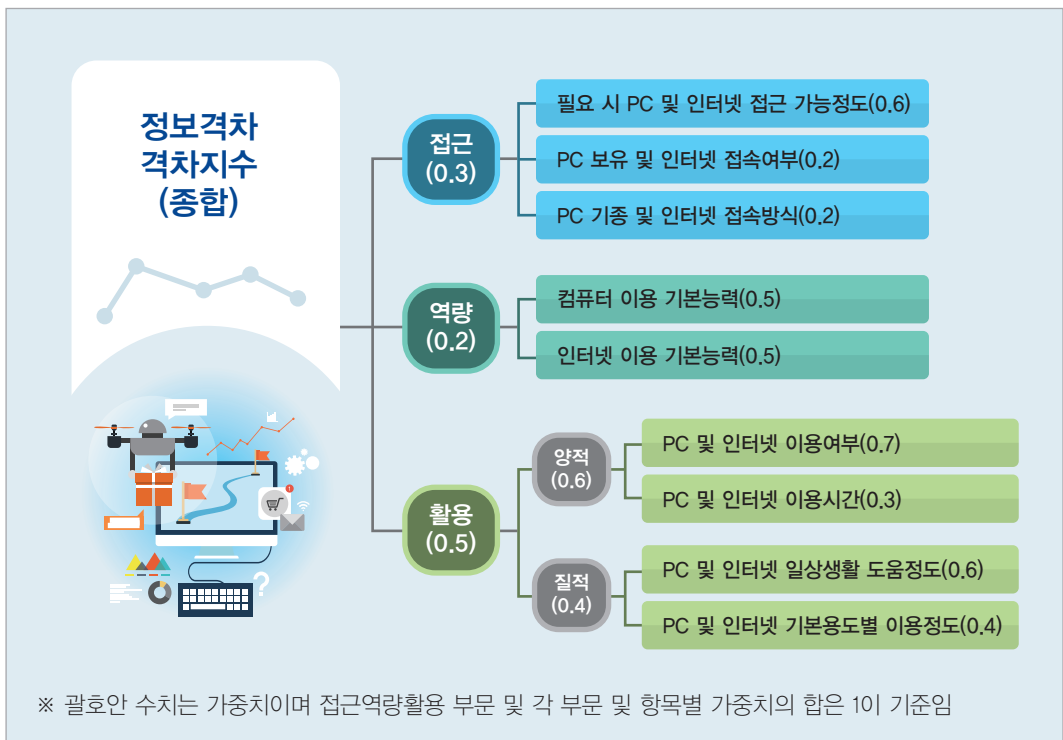 정보격차
격차지수
(종합)
접근
(0.3)
필요 시 PC 및 인터넷 접근 가능정도(0.6)
PC 보유 및 인터넷 접속여부(0.2)
PC 기종 및 인터넷 접속방식(0.2)
역량
(0.2)
컴퓨터 이용 기본능력(0.5)
인터넷 이용 기본능력(0.5)
활용
(0.5)
양적
(0.6)
PC 및 인터넷 이용여부(0.7)
PC 및 인터넷 이용시간(0.3)
질적
(0.4)
PC 및 인터넷 일상생활 도움정도(0.6)
PC 및 인터넷 기본용도별 이용정도(0.4)
?
※ 괄호안 수치는 가중치이며 접근역량활용 부문 및 각 부문 및 항목별 가중치의 합은 1이 기준임